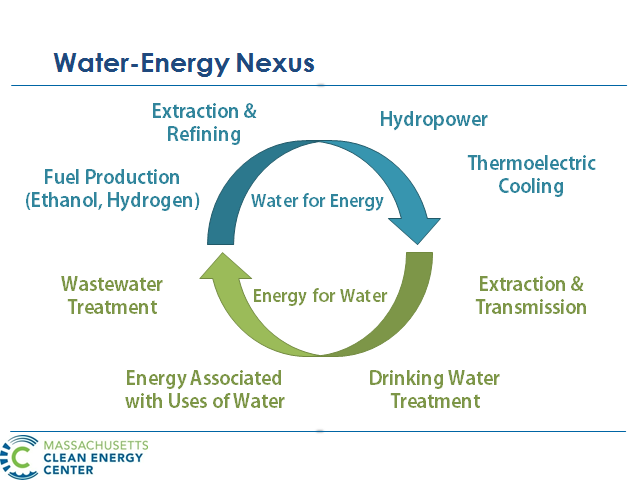 Water-Energy Nexus
Extraction &
Refining
Hydropower
Fuel Production
(Ethanol, Hydrogen)
Water for Energy
Thermoelectric
Cooling
Wastewater
Treatment
Energy for Water
Extraction &
Transmission
Energy Associated
with Uses of Water
Drinking Water
Treatment
MASSACHUSETTS
CLEAN ENERGY
CENTER